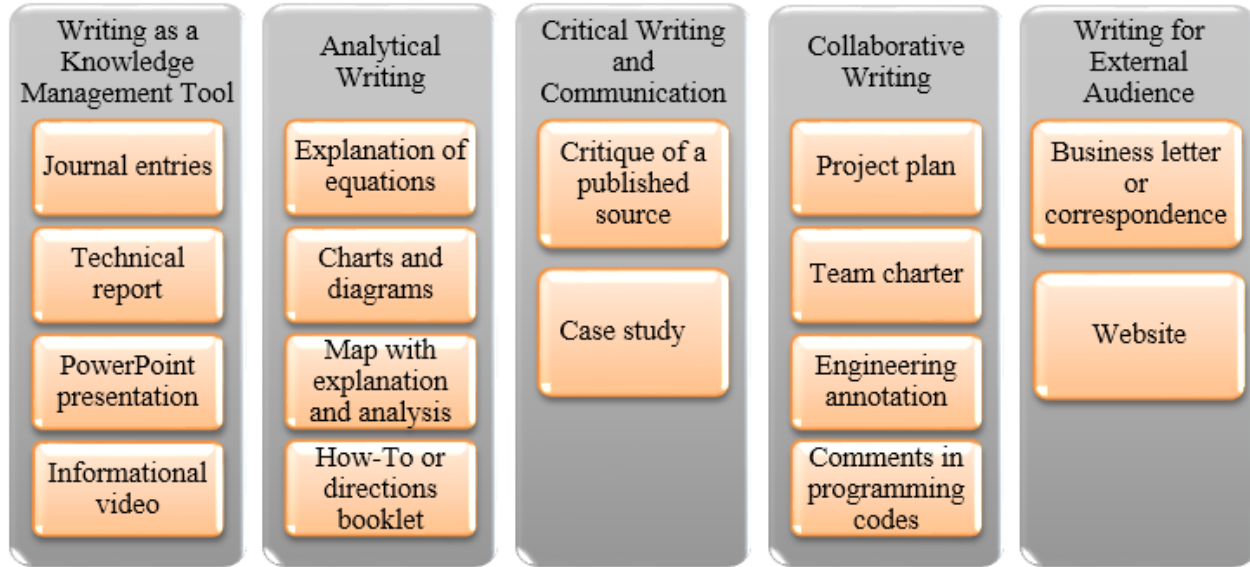 Writing as a
Knowledge
Management Tool
Journal entries
Technical
report
PowerPoint
presentation
Informational
video
Analytical
Writing
Explanation of
equations
Charts and
diagrams
Map with
explanation
and analysis
How-To or
directions
booklet
Critical Writing
and
Communication
Critique of a
published
source
Case study
Collaborative
Writing
Project plan
Team charter
Engineering
annotation
Comments in
programming
codes
Writing for
External
Audience
Business letter
or
correspondence
Website